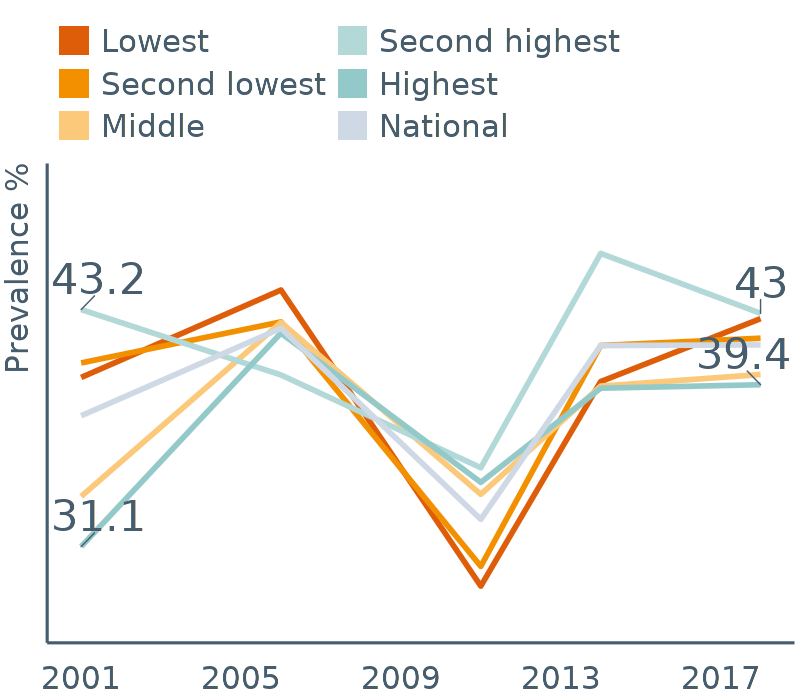 Lowest
Second lowest
Middle
Second highest
Highest
National
Prevalence %
43.2
31.1
43
39.4
2001
2005
2009
2013
2017